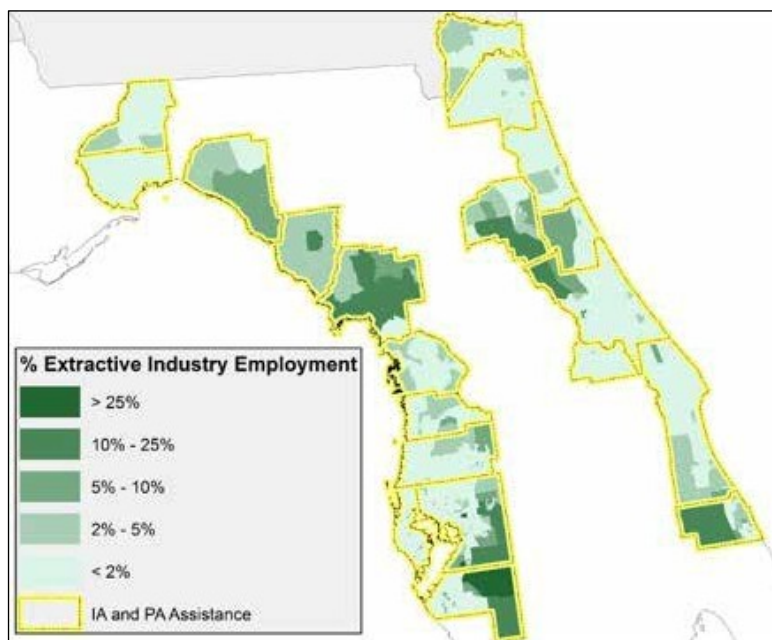 % Extractive Industry Employment
> 25%
10% - 25%
5% - 10%
2% - 5%
< 2%
IA and PA Assistance